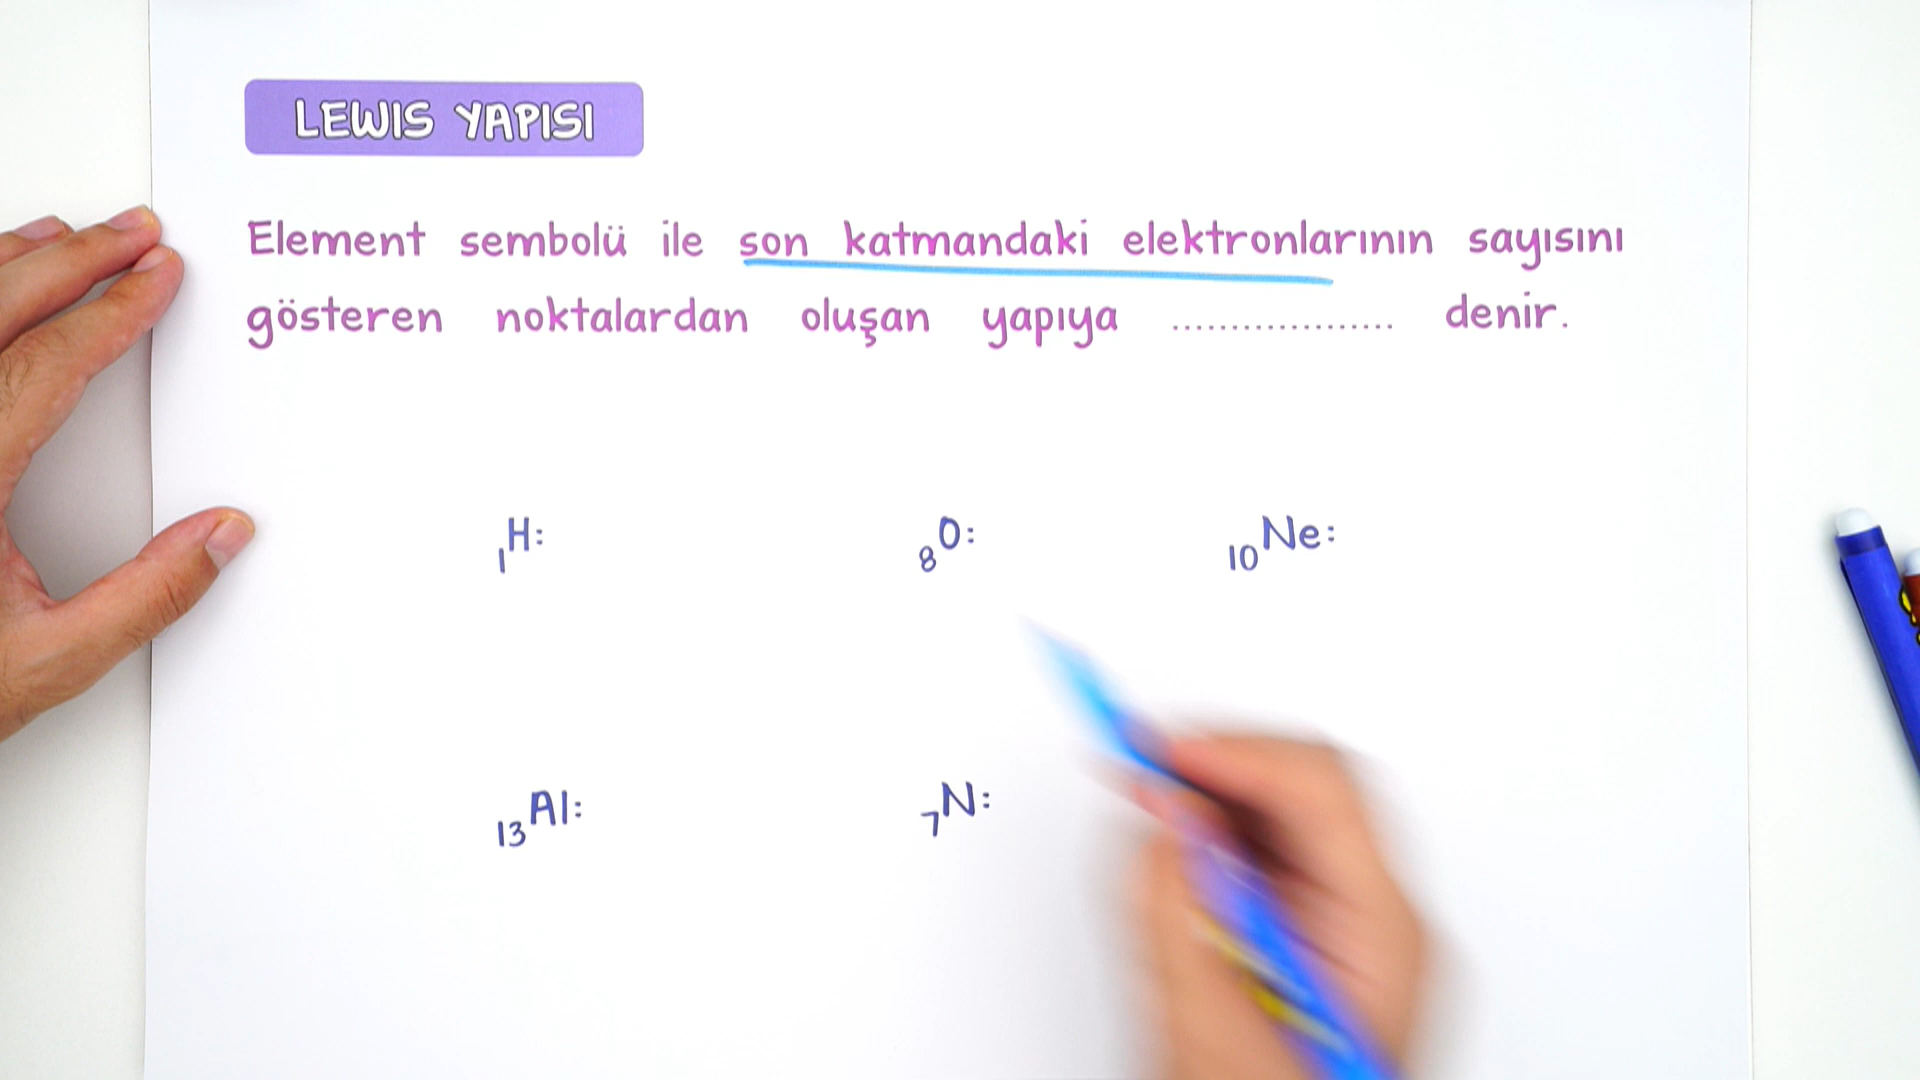 LEWIS YAPISI
Element sembolü ile son katmandaki elektronlarının sayısını
gösteren noktalardan oluşan yapıya ................... denir.
₁H: ₈O: ₁₀Ne:
₁₃Al: ₇N: